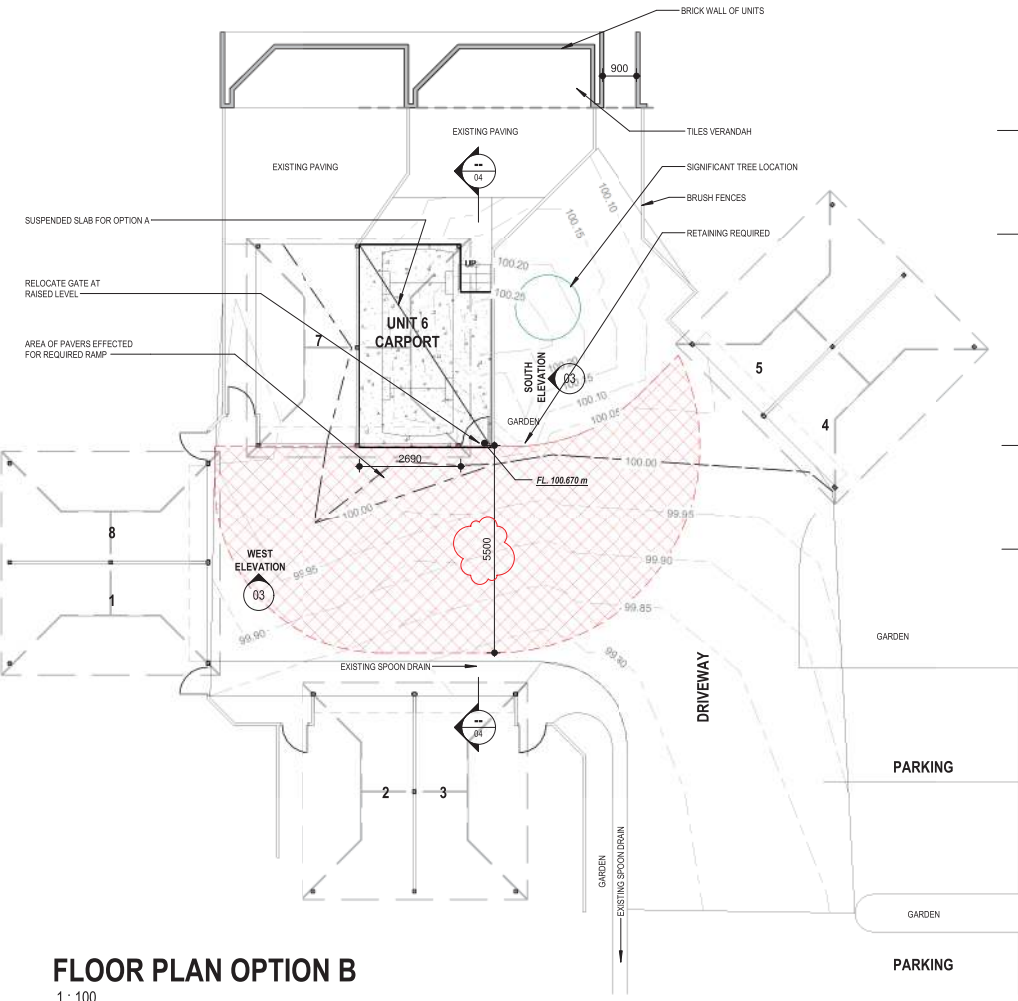 BRICK WALL OF UNITS
900
EXISTING PAVING
TILES VERANDAH
EXISTING PAVING
--
04
SIGNIFICANT TREE LOCATION
100.10
BRUSH FENCES
100.15
SUSPENDED SLAB FOR OPTION A
RETAINING REQUIRED
UP
100.20
RELOCATE GATE AT
RAISED LEVEL
100.25
UNIT 6
CARPORT
7
AREA OF PAVERS EFFECTED
FOR REQUIRED RAMP
5
SOUTH
ELEVATION
03
100.20
100.15
100.10
100.05
GARDEN
4
2690
100.00
FL. 100.670 m
100.00
99.95
8
5500
WEST
ELEVATION
03
99.95
99.90
1
99.85
99.90
GARDEN
99.80
EXISTING SPOON DRAIN
DRIVEWAY
--
04
PARKING
2
3
GARDEN
EXISTING SPOON DRAIN
GARDEN
PARKING
FLOOR PLAN OPTION B
1 : 100